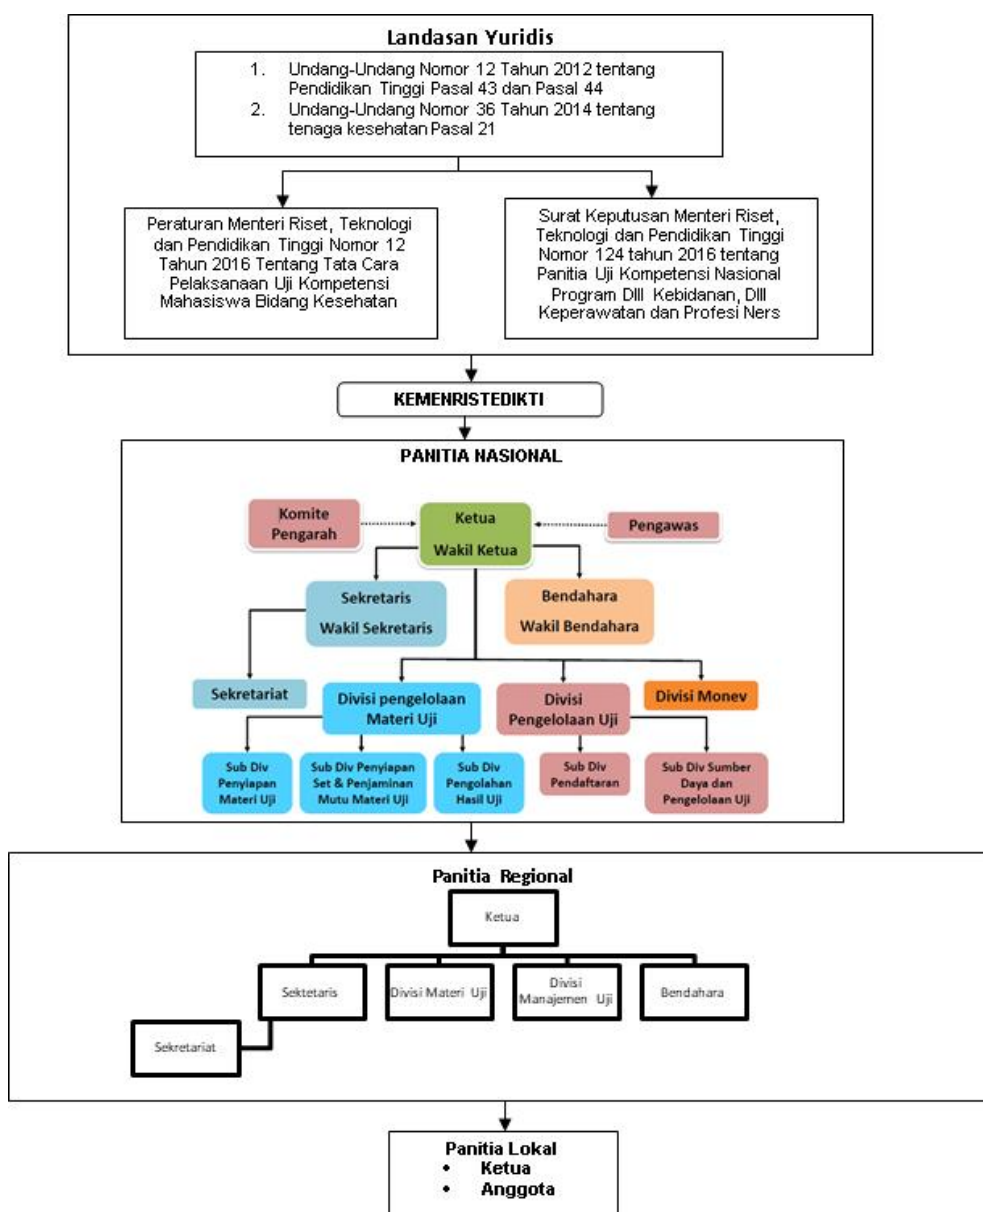 Landasan Yuridis
1. Undang-Undang Nomor 12 Tahun 2012 tentang
Pendidikan Tinggi Pasal 43 dan Pasal 44
2. Undang-Undang Nomor 36 Tahun 2014 tentang
tenaga kesehatan Pasal 21
Peraturan Menteri Riset, Teknologi
dan Pendidikan Tinggi Nomor 12
Tahun 2016 Tentang Tata Cara
Pelaksanaan Uji Kompetensi
Mahasiswa Bidang Kesehatan
Surat Keputusan Menteri Riset,
Teknologi dan Pendidikan Tinggi
Nomor 124 tahun 2016 tentang
Panitia Uji Kompetensi Nasional
Program DIII Kebidanan, DIII
Keperawatan dan Profesi Ners
KEMENRISTEDIKTI
PANITIA NASIONAL
Komite
Pengarah
Ketua
Wakil Ketua
Pengawas
Sekretaris
Wakil Sekretaris
Bendahara
Wakil Bendahara
Sekretariat
Divisi pengelolaan
Materi Uji
Divisi
Pengelolaan Uji
Divisi Monev
Sub Div
Penyiapan
Materi Uji
Sub Div Penyiapan
Set & Penjaminan
Mutu Materi Uji
Sub Div
Pengolahan
Hasil Uji
Sub Div
Pendaftaran
Sub Div Sumber
Daya dan
Pengelolaan Uji
Panitia Regional
Ketua
Sektetaris
Divisi Materi Uji
Divisi
Manajemen Uji
Bendahara
Sekretariat
Panitia Lokal
• Ketua
• Anggota